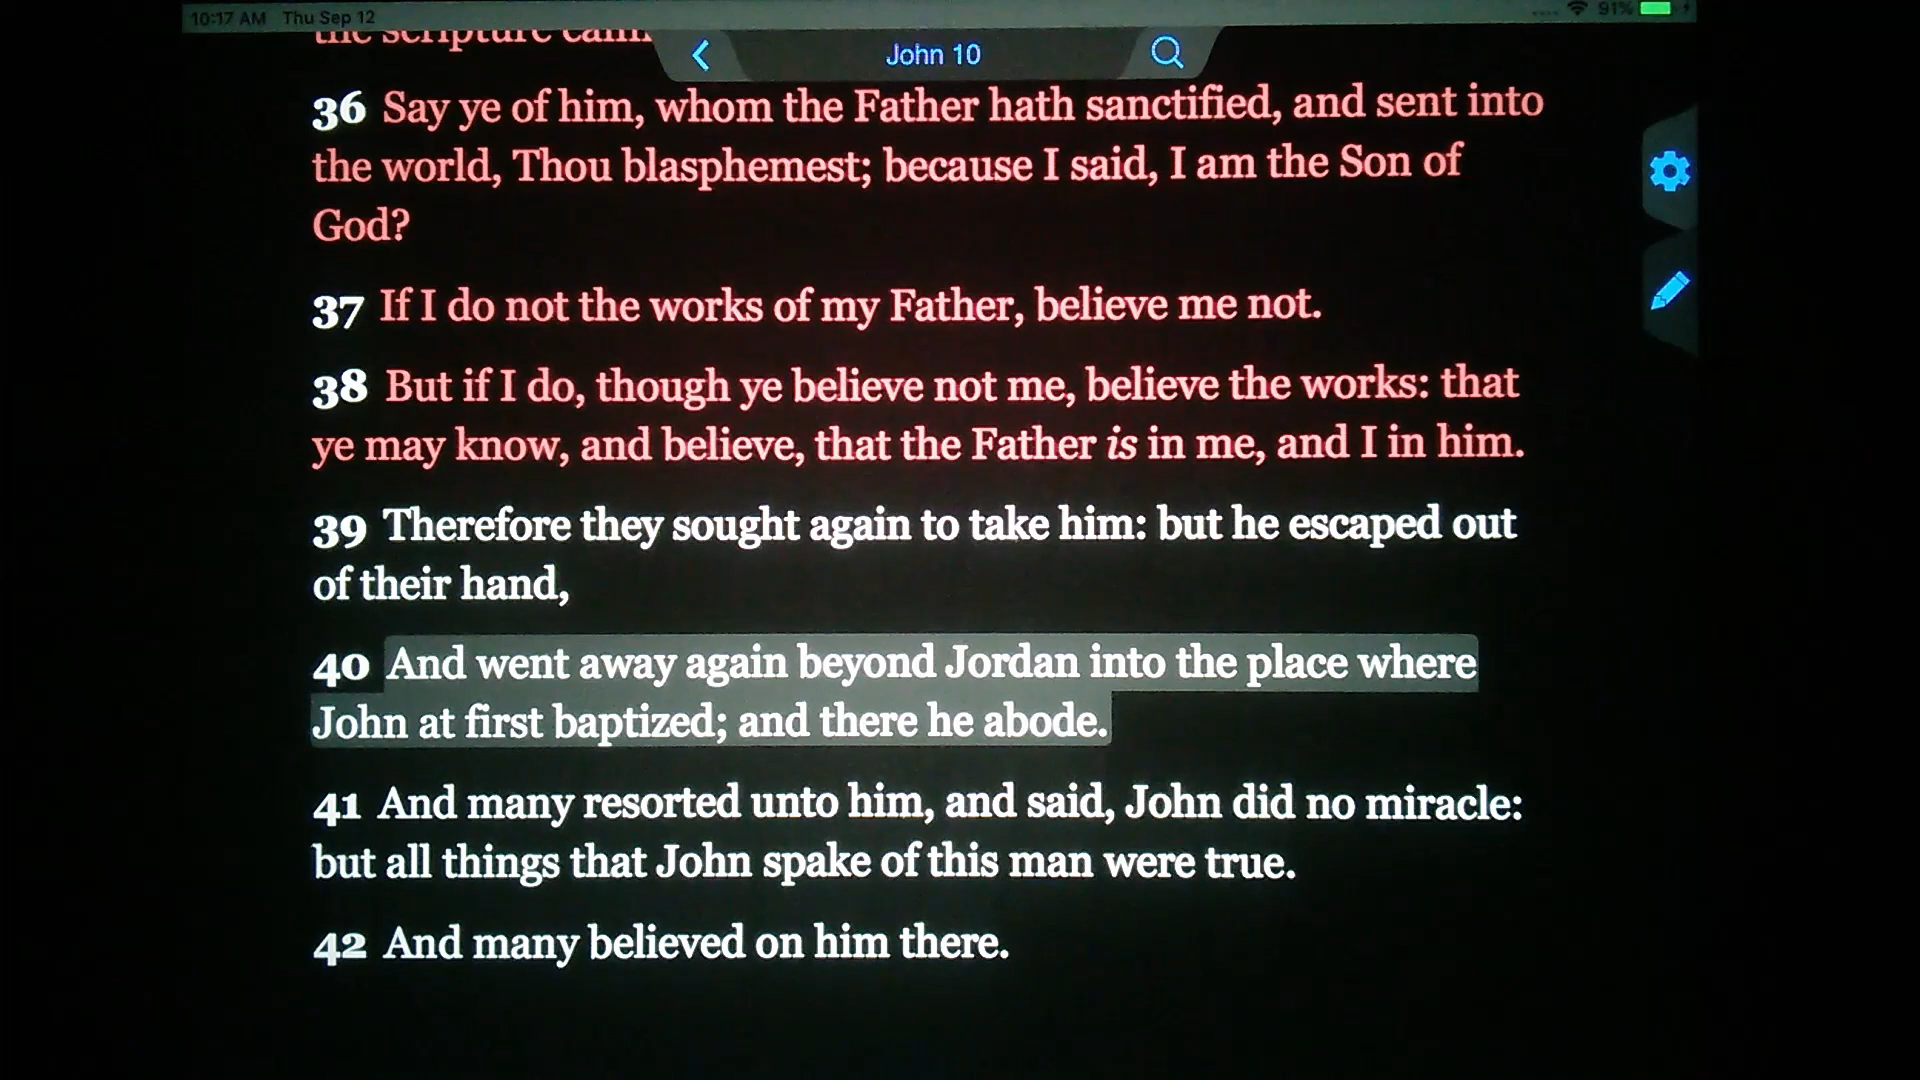 10:17 AM Thu Sep 12
91%
the scripture
John 10
36 Say ye of him, whom the Father hath sanctified, and sent into
the world, Thou blasphemest; because I said, I am the Son of
God?
37 If I do not the works of my Father, believe me not.
38 But if I do, though ye believe not me, believe the works: that
ye may know, and believe, that the Father is in me, and I in him.
39 Therefore they sought again to take him: but he escaped out
of their hand,
40 And went away again beyond Jordan into the place where
John at first baptized; and there he abode.
41 And many resorted unto him, and said, John did no miracle:
but all things that John spake of this man were true.
42 And many believed on him there.